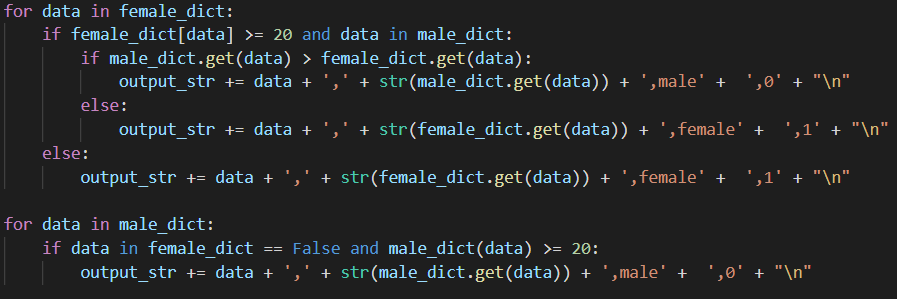 for data in female_dict:
    if female_dict[data] >= 20 and data in male_dict:
        if male_dict.get(data) > female_dict.get(data):
            output_str += data + ',' + str(male_dict.get(data)) + ',male' +  ',0' + "\n"
        else:
            output_str += data + ',' + str(female_dict.get(data)) + ',female' +  ',1' + "\n"
    else:
        output_str += data + ',' + str(female_dict.get(data)) + ',female' +  ',1' + "\n"

for data in male_dict:
    if data in female_dict == False and male_dict(data) >= 20:
        output_str += data + ',' + str(male_dict.get(data)) + ',male' +  ',0' + "\n"